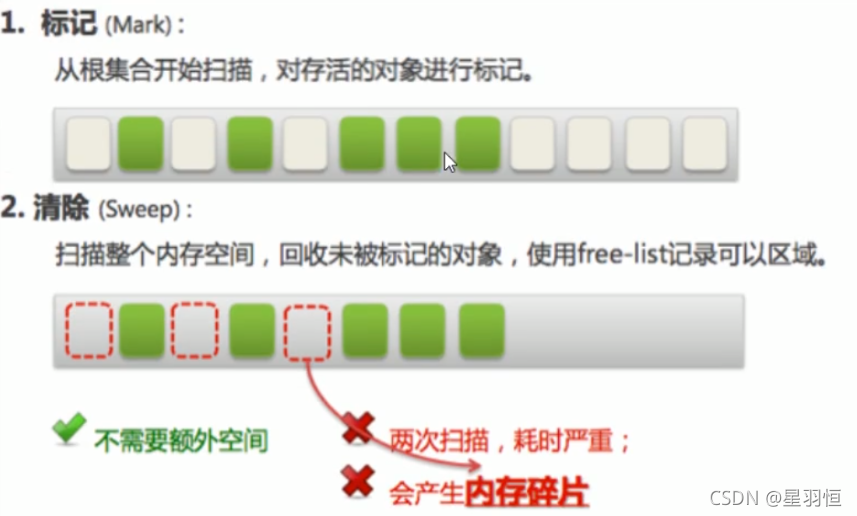 1. 标记 (Mark) :
从根集合开始扫描，对存活的对象进行标记。
2. 清除 (Sweep) :
扫描整个内存空间，回收未被标记的对象，使用free-list记录可以区域。
不需要额外空间
两次扫描，耗时严重；
会产生内存碎片
CSDN @星羽恒